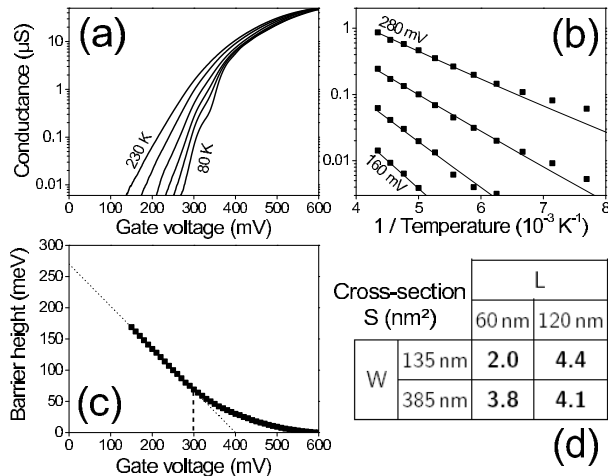 (a)
Conductance (µS)
10
1
0.1
0.01
230 K
80 K
0 100 200 300 400 500 600
Gate voltage (mV)
(b)
1
0.1
0.01
280 mV
160 mV
4 5 6 7 8
1 / Temperature (10⁻³ K⁻¹)
(c)
Barrier height (meV)
300
250
200
150
100
50
0
0 100 200 300 400 500 600
Gate voltage (mV)
Cross-section S (nm²)
L
60 nm 120 nm
W
135 nm 2.0 4.4
385 nm 3.8 4.1
(d)